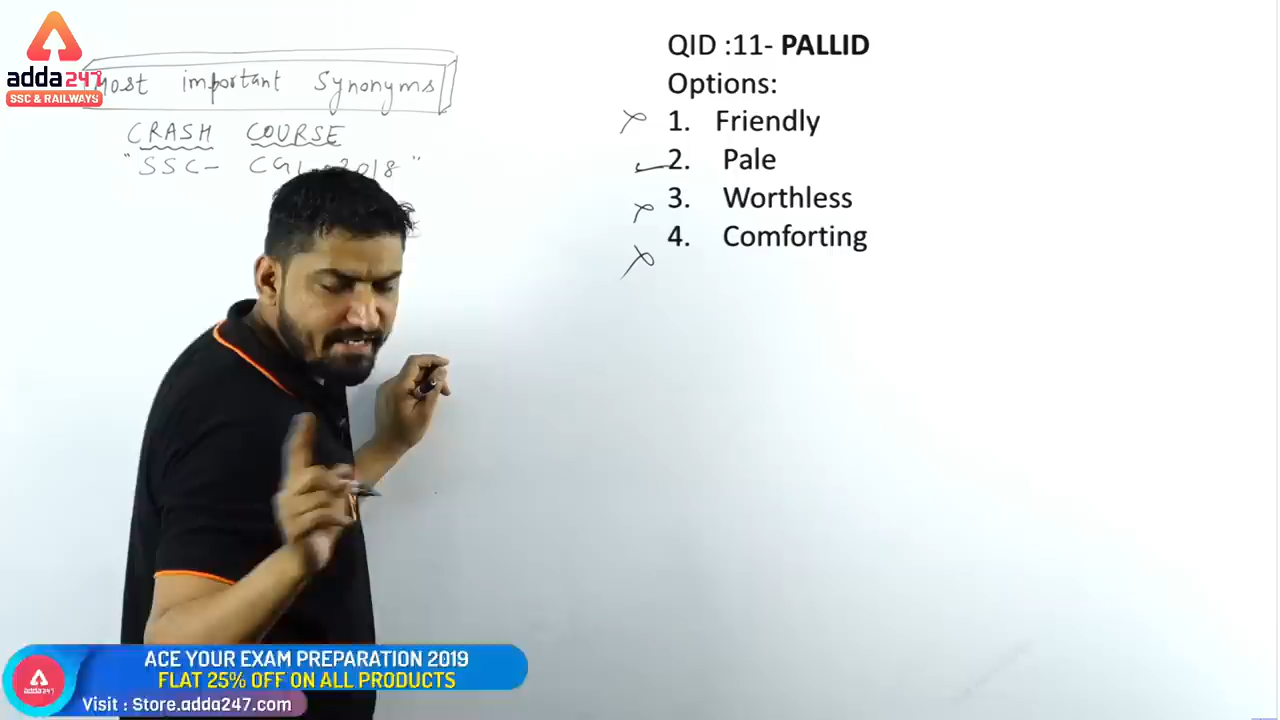 adda247
SSC & RAILWAYS
Most important Synonyms
CRASH COURSE
"SSC- CGL-2018"
QID :11- PALLID
Options:
1. Friendly
2. Pale
3. Worthless
4. Comforting
ACE YOUR EXAM PREPARATION 2019
FLAT 25% OFF ON ALL PRODUCTS
adda247
Visit : Store.adda247.com